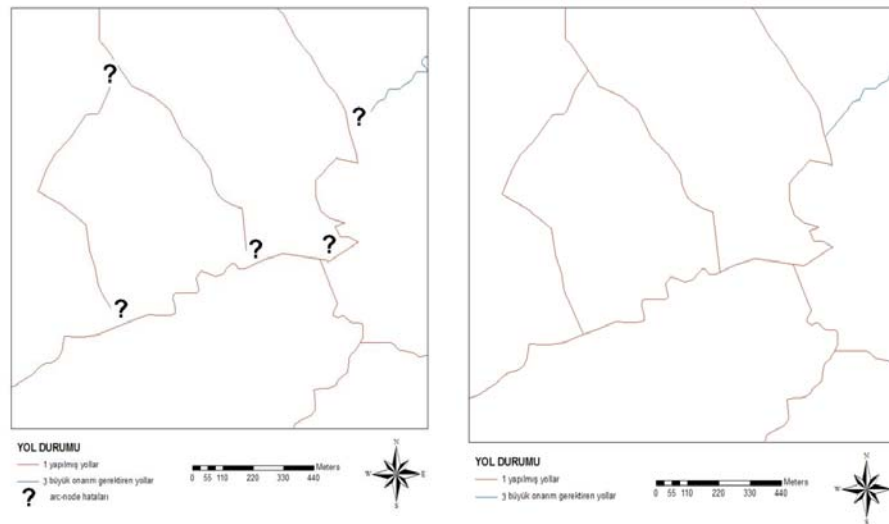 ?
?
?
?
?
YOL DURUMU
1 yapılmış yollar
3 büyük onarım gerektiren yollar
? arc-node hataları
Meters
0 55 110 220 330 440
N
W E
S
YOL DURUMU
1 yapılmış yollar
3 büyük onarım gerektiren yollar
Meters
0 55 110 220 330 440
N
W E
S